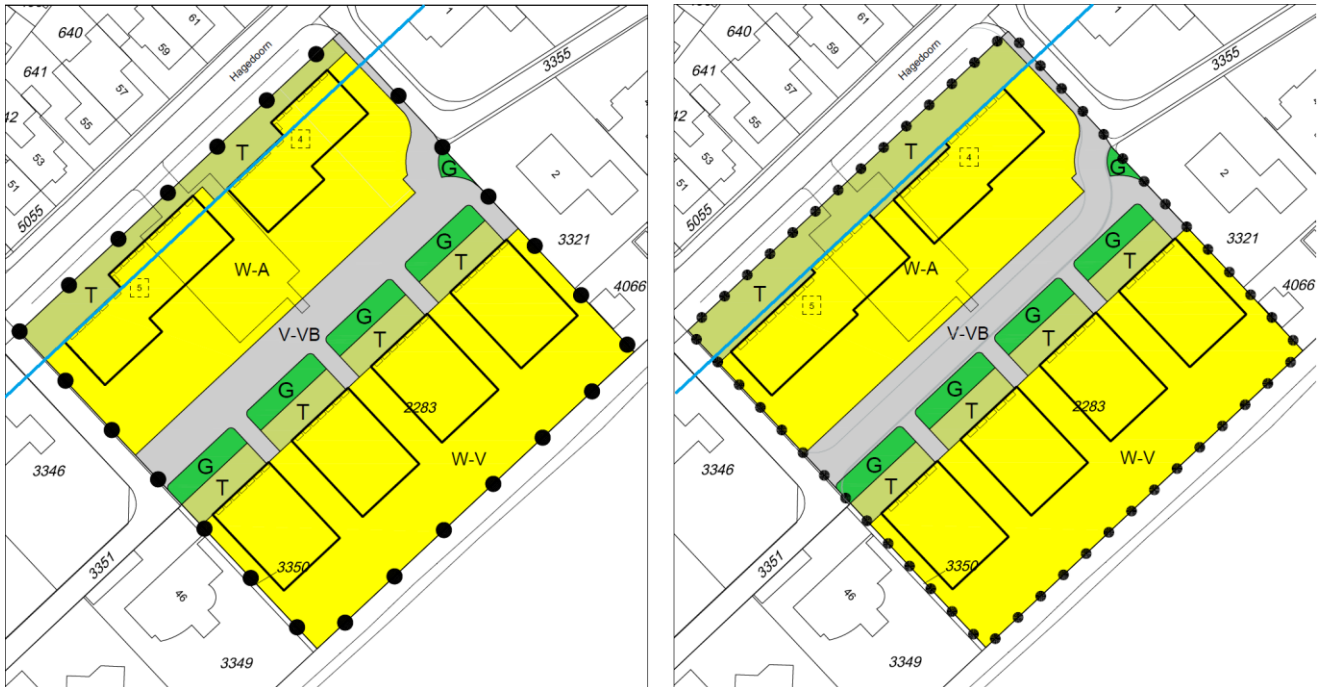 640
61
1
641
59
Hagedoorn
3355
57
42
55
4
T
53
G
2
51
5055
3321
G
W-A
T
T
5
4066
G
V-VB
T
G
2283
T
3346
G
W-V
T
3351
3350
46
3349
640
61
1
641
59
Hagedoorn
3355
57
42
55
T
4
53
G
2
51
5055
3321
G
W-A
T
T
5
4066
G
V-VB
T
G
2283
T
3346
G
W-V
T
3351
3350
46
3349